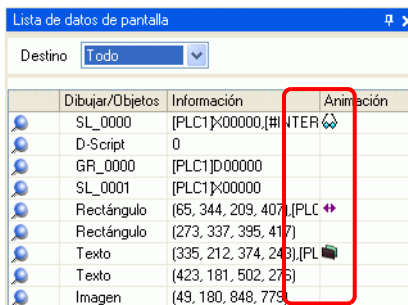 Lista de datos de pantalla
Destino Todo
Dibujar/Objetos Información Animación
SL_0000 [PLC1]X00000,[#INTER
D-Script 0
GR_0000 [PLC1]D00000
SL_0001 [PLC1]X00000
Rectángulo (65, 344, 209, 407),[PLC
Rectángulo (273, 337, 395, 417)
Texto (335, 212, 374, 243),[PL
Texto (423, 181, 502, 276)
Imagen (49, 180, 848, 779)